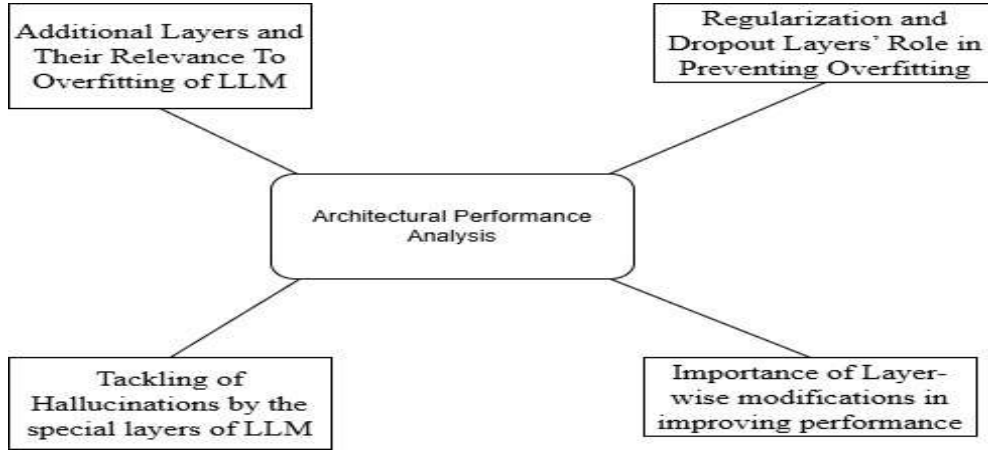 Additional Layers and
Their Relevance To
Overfitting of LLM
Regularization and
Dropout Layers’ Role in
Preventing Overfitting
Architectural Performance
Analysis
Tackling of
Hallucinations by the
special layers of LLM
Importance of Layer-
wise modifications in
improving performance